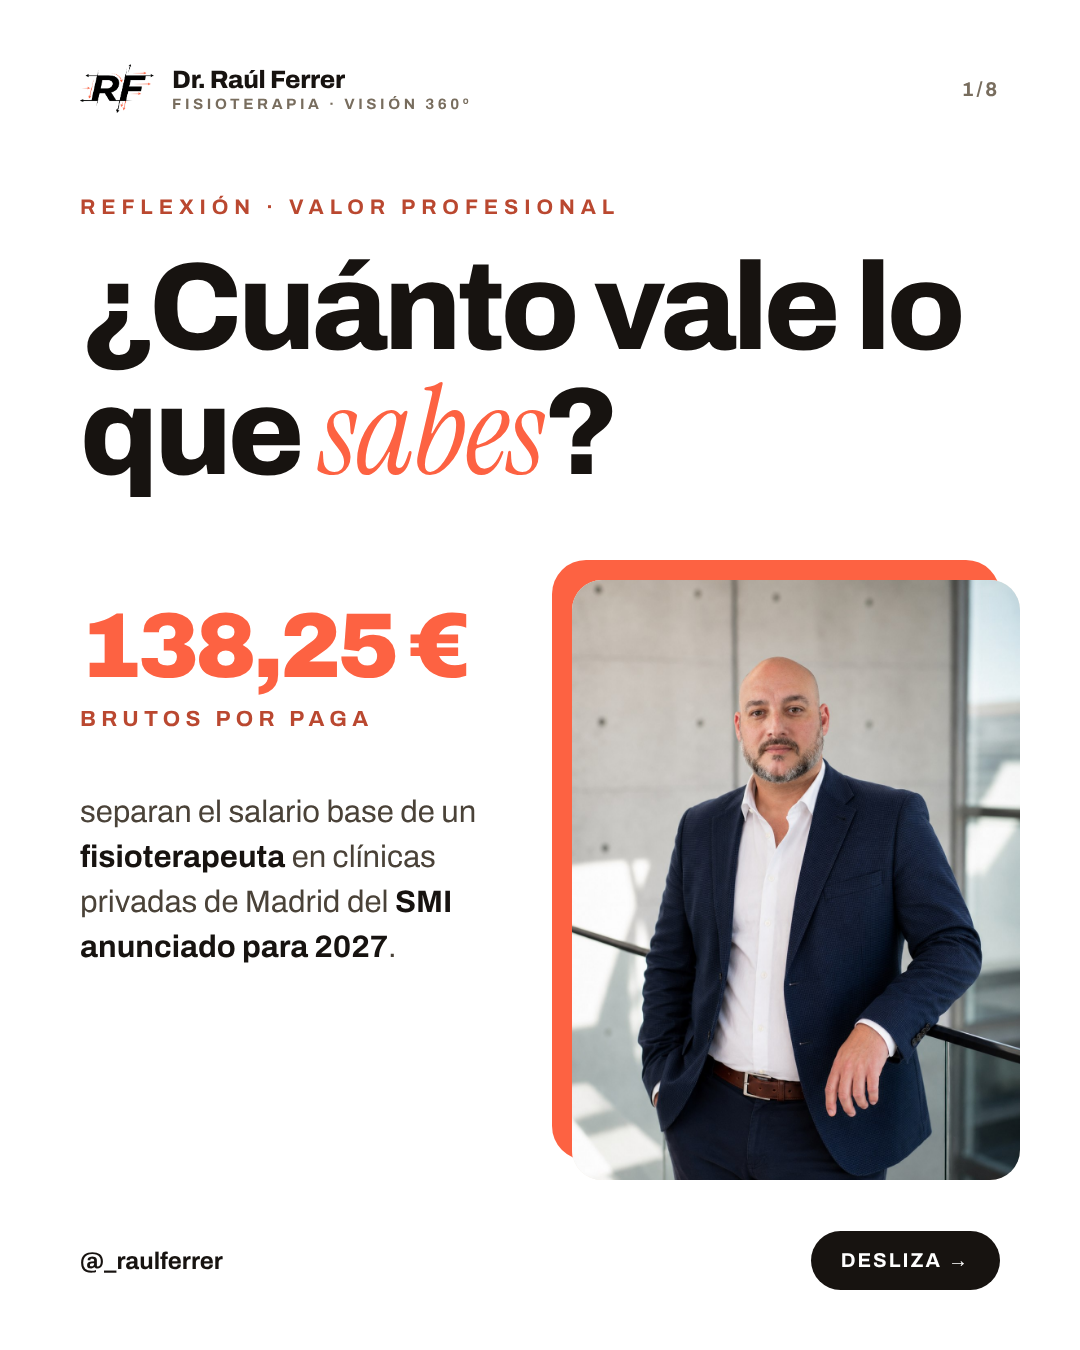 RF
Dr. Raúl Ferrer
FISIOTERAPIA · VISIÓN 360º
1/8
REFLEXIÓN · VALOR PROFESIONAL
¿Cuánto vale lo
que sabes?
138,25 €
BRUTOS POR PAGA
separan el salario base de un
fisioterapeuta en clínicas
privadas de Madrid del SMI
anunciado para 2027.
@_raulferrer
DESLIZA →